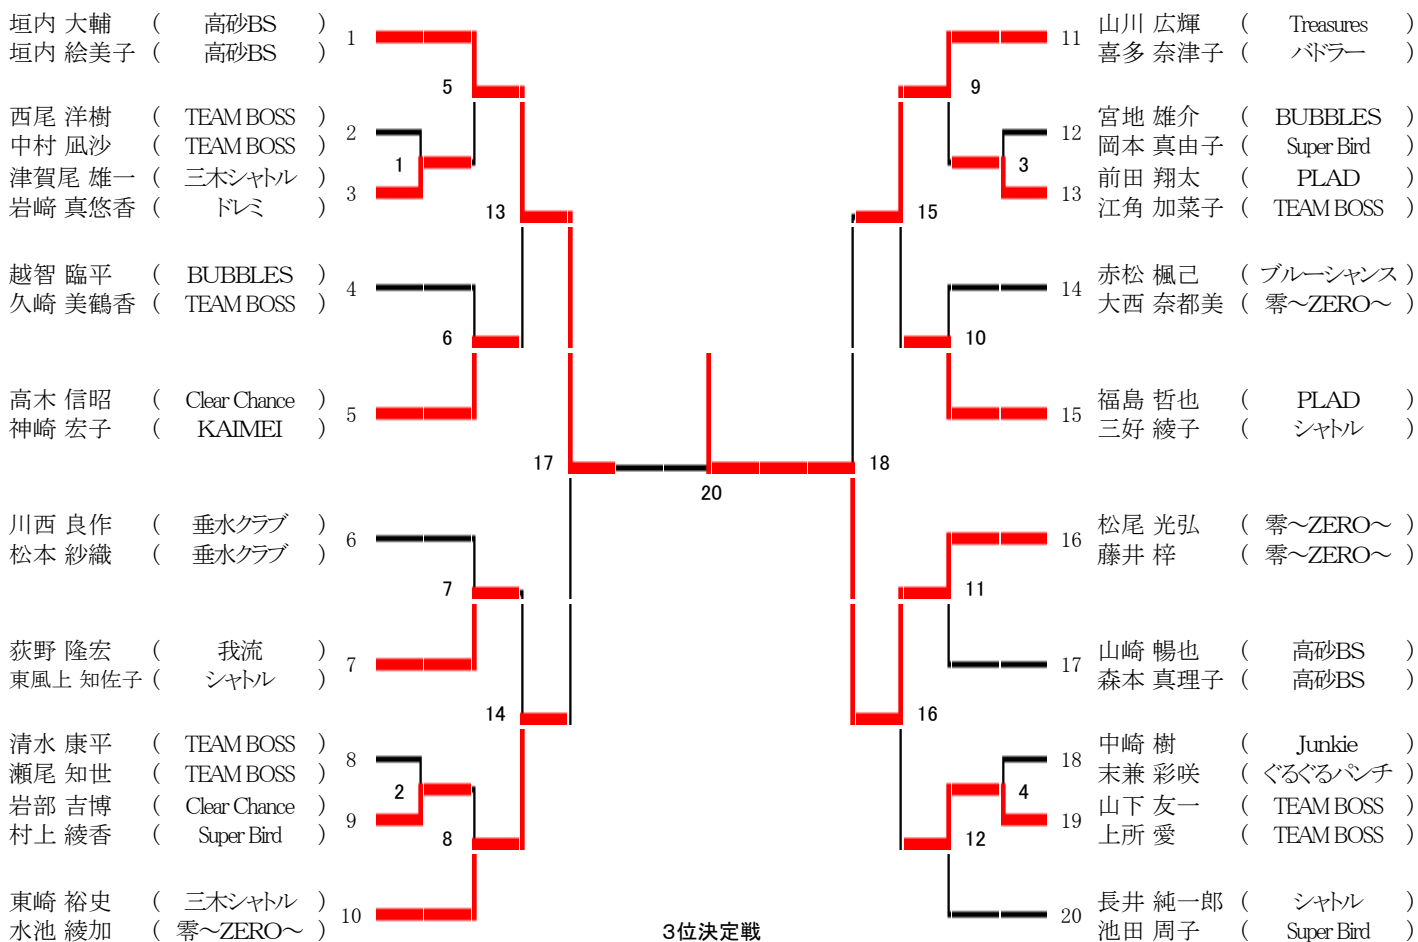 垣内 大輔 ( 高砂BS )
1
垣内 絵美子 ( 高砂BS )
5
西尾 洋樹 ( TEAM BOSS )
2
中村 凪沙 ( TEAM BOSS )
1
津賀尾 雄一 ( 三木シャトル )
3
岩﨑 真悠香 ( ドレミ )
13
越智 臨平 ( BUBBLES )
4
久崎 美鶴香 ( TEAM BOSS )
6
高木 信昭 ( Clear Chance )
5
神崎 宏子 ( KAIMEI )
17
川西 良作 ( 垂水クラブ )
6
松本 紗織 ( 垂水クラブ )
7
荻野 隆宏 ( 我流 )
7
東風上 知佐子 ( シャトル )
14
清水 康平 ( TEAM BOSS )
8
瀬尾 知世 ( TEAM BOSS )
2
岩部 吉博 ( Clear Chance )
9
村上 綾香 ( Super Bird )
8
東崎 裕史 ( 三木シャトル )
10
水池 綾加 ( 零～ZERO～ )
20
3位決定戦
山川 広輝 ( Treasures )
11
喜多 奈津子 ( バドラー )
9
宮地 雄介 ( BUBBLES )
12
岡本 真由子 ( Super Bird )
3
前田 翔太 ( PLAD )
13
江角 加菜子 ( TEAM BOSS )
15
赤松 楓己 ( ブルーシャンス )
14
大西 奈都美 ( 零～ZERO～ )
10
福島 哲也 ( PLAD )
15
三好 綾子 ( シャトル )
18
松尾 光弘 ( 零～ZERO～ )
16
藤井 梓 ( 零～ZERO～ )
11
山崎 暢也 ( 高砂BS )
17
森本 真理子 ( 高砂BS )
16
中崎 樹 ( Junkie )
18
末兼 彩咲 ( ぐるぐるパンチ )
4
山下 友一 ( TEAM BOSS )
19
上所 愛 ( TEAM BOSS )
12
長井 純一郎 ( シャトル )
20
池田 周子 ( Super Bird )